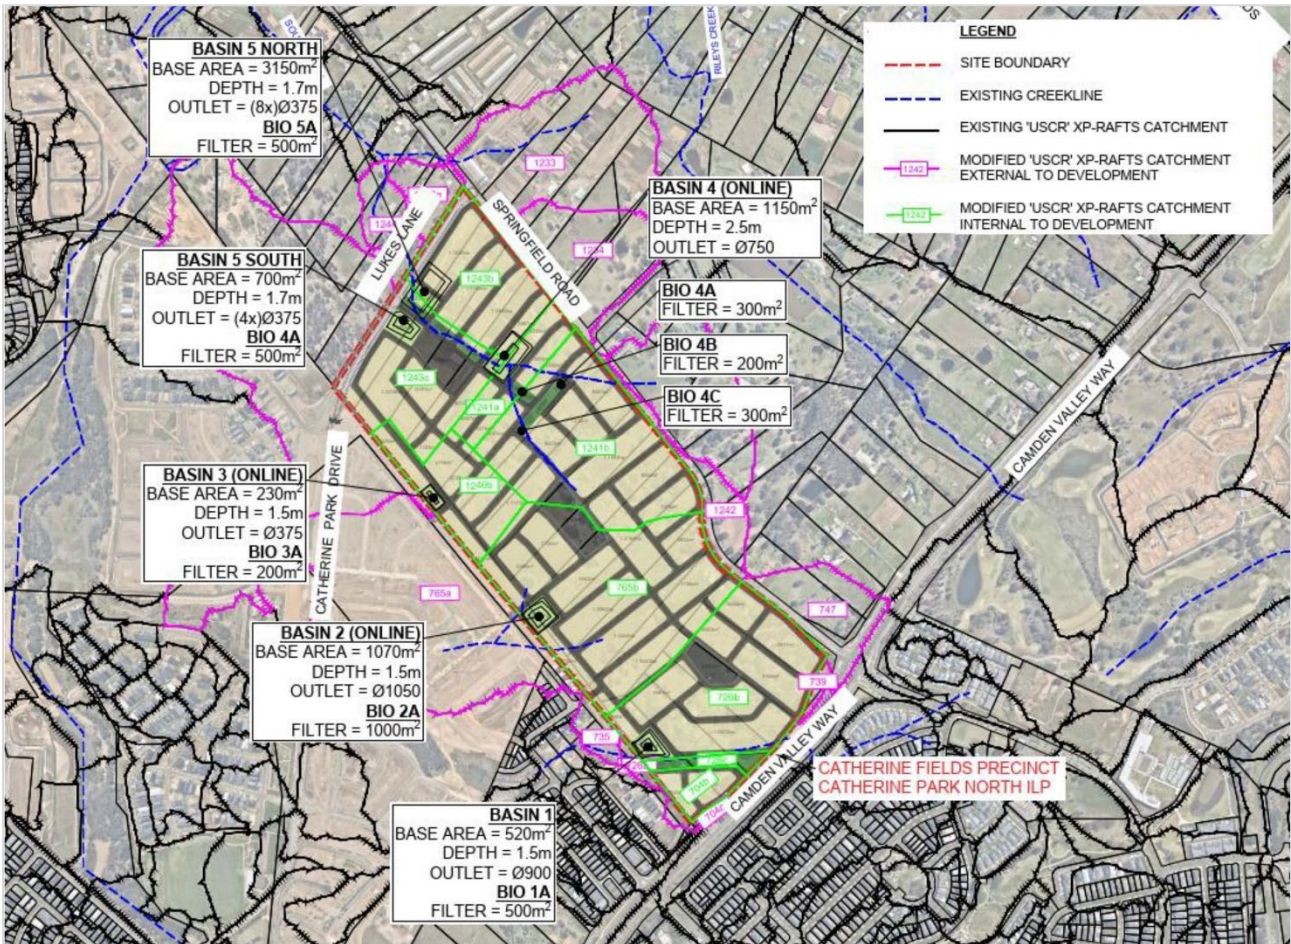 LEGEND
SITE BOUNDARY
EXISTING CREEKLINE
EXISTING 'USCR' XP-RAFTS CATCHMENT
1242
MODIFIED 'USCR' XP-RAFTS CATCHMENT
EXTERNAL TO DEVELOPMENT
1242
MODIFIED 'USCR' XP-RAFTS CATCHMENT
INTERNAL TO DEVELOPMENT
BASIN 5 NORTH
BASE AREA = 3150m²
DEPTH = 1.7m
OUTLET = (8x)Ø375
BIO 5A
FILTER = 500m²
RILEYS CREEK
1233
BASIN 4 (ONLINE)
BASE AREA = 1150m²
DEPTH = 2.5m
OUTLET = Ø750
LUKES LANE
SPRINGFIELD ROAD
BASIN 5 SOUTH
BASE AREA = 700m²
DEPTH = 1.7m
OUTLET = (4x)Ø375
BIO 4A
FILTER = 500m²
1243b
BIO 4A
FILTER = 300m²
BIO 4B
FILTER = 200m²
BIO 4C
FILTER = 300m²
1243c
1241a
1241b
CAMDEN VALLEY WAY
BASIN 3 (ONLINE)
BASE AREA = 230m²
DEPTH = 1.5m
OUTLET = Ø375
BIO 3A
FILTER = 200m²
1240b
1242
CATHERINE PARK DRIVE
765a
765b
747
BASIN 2 (ONLINE)
BASE AREA = 1070m²
DEPTH = 1.5m
OUTLET = Ø1050
BIO 2A
FILTER = 1000m²
739
726b
735
704b
CAMDEN VALLEY WAY
CATHERINE FIELDS PRECINCT
CATHERINE PARK NORTH ILP
BASIN 1
BASE AREA = 520m²
DEPTH = 1.5m
OUTLET = Ø900
BIO 1A
FILTER = 500m²